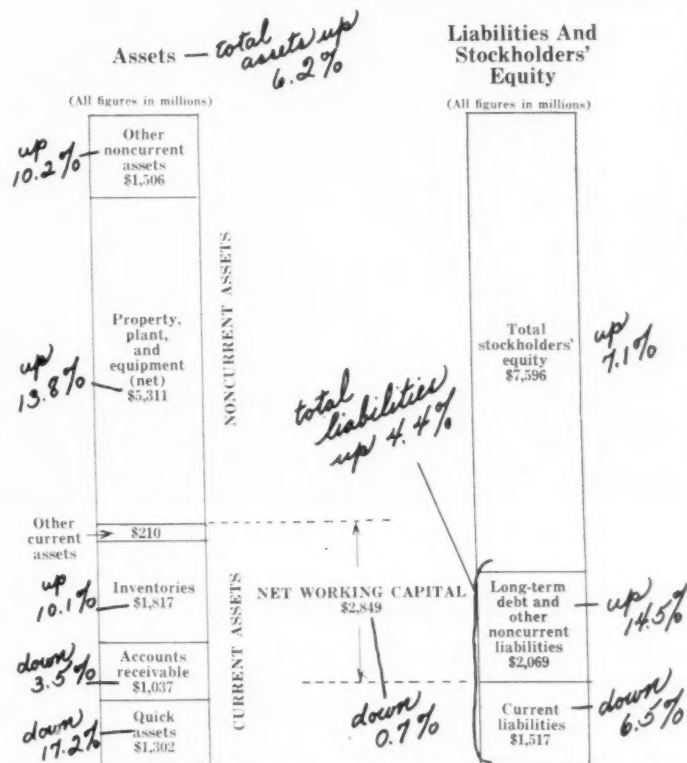 Assets — total
assets up
6.2%
(All figures in millions)
up
10.2%
Other
noncurrent
assets
$1,506
up
13.8%
Property,
plant,
and
equipment
(net)
$5,311
NONCURRENT ASSETS
Other
current
assets
$210
up
10.1%
Inventories
$1,817
down
3.5%
Accounts
receivable
$1,037
down
17.2%
Quick
assets
$1,302
CURRENT ASSETS
NET WORKING CAPITAL
$2,849
down
0.7%
Liabilities And
Stockholders'
Equity
(All figures in millions)
Total
stockholders'
equity
$7,596
up
7.1%
total
liabilities
up 4.4%
Long-term
debt and
other
noncurrent
liabilities
$2,069
up
14.5%
Current
liabilities
$1,517
down
6.5%